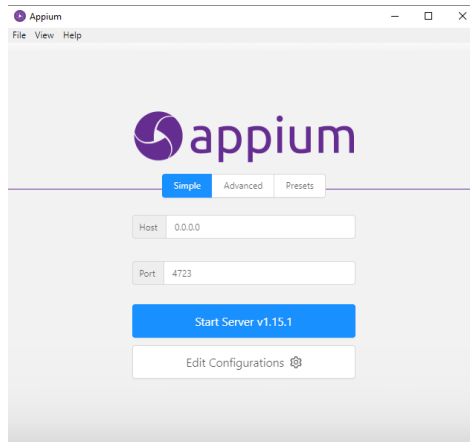 Appium
File View Help
appium
Simple Advanced Presets
Host 0.0.0.0
Port 4723
Start Server v1.15.1
Edit Configurations